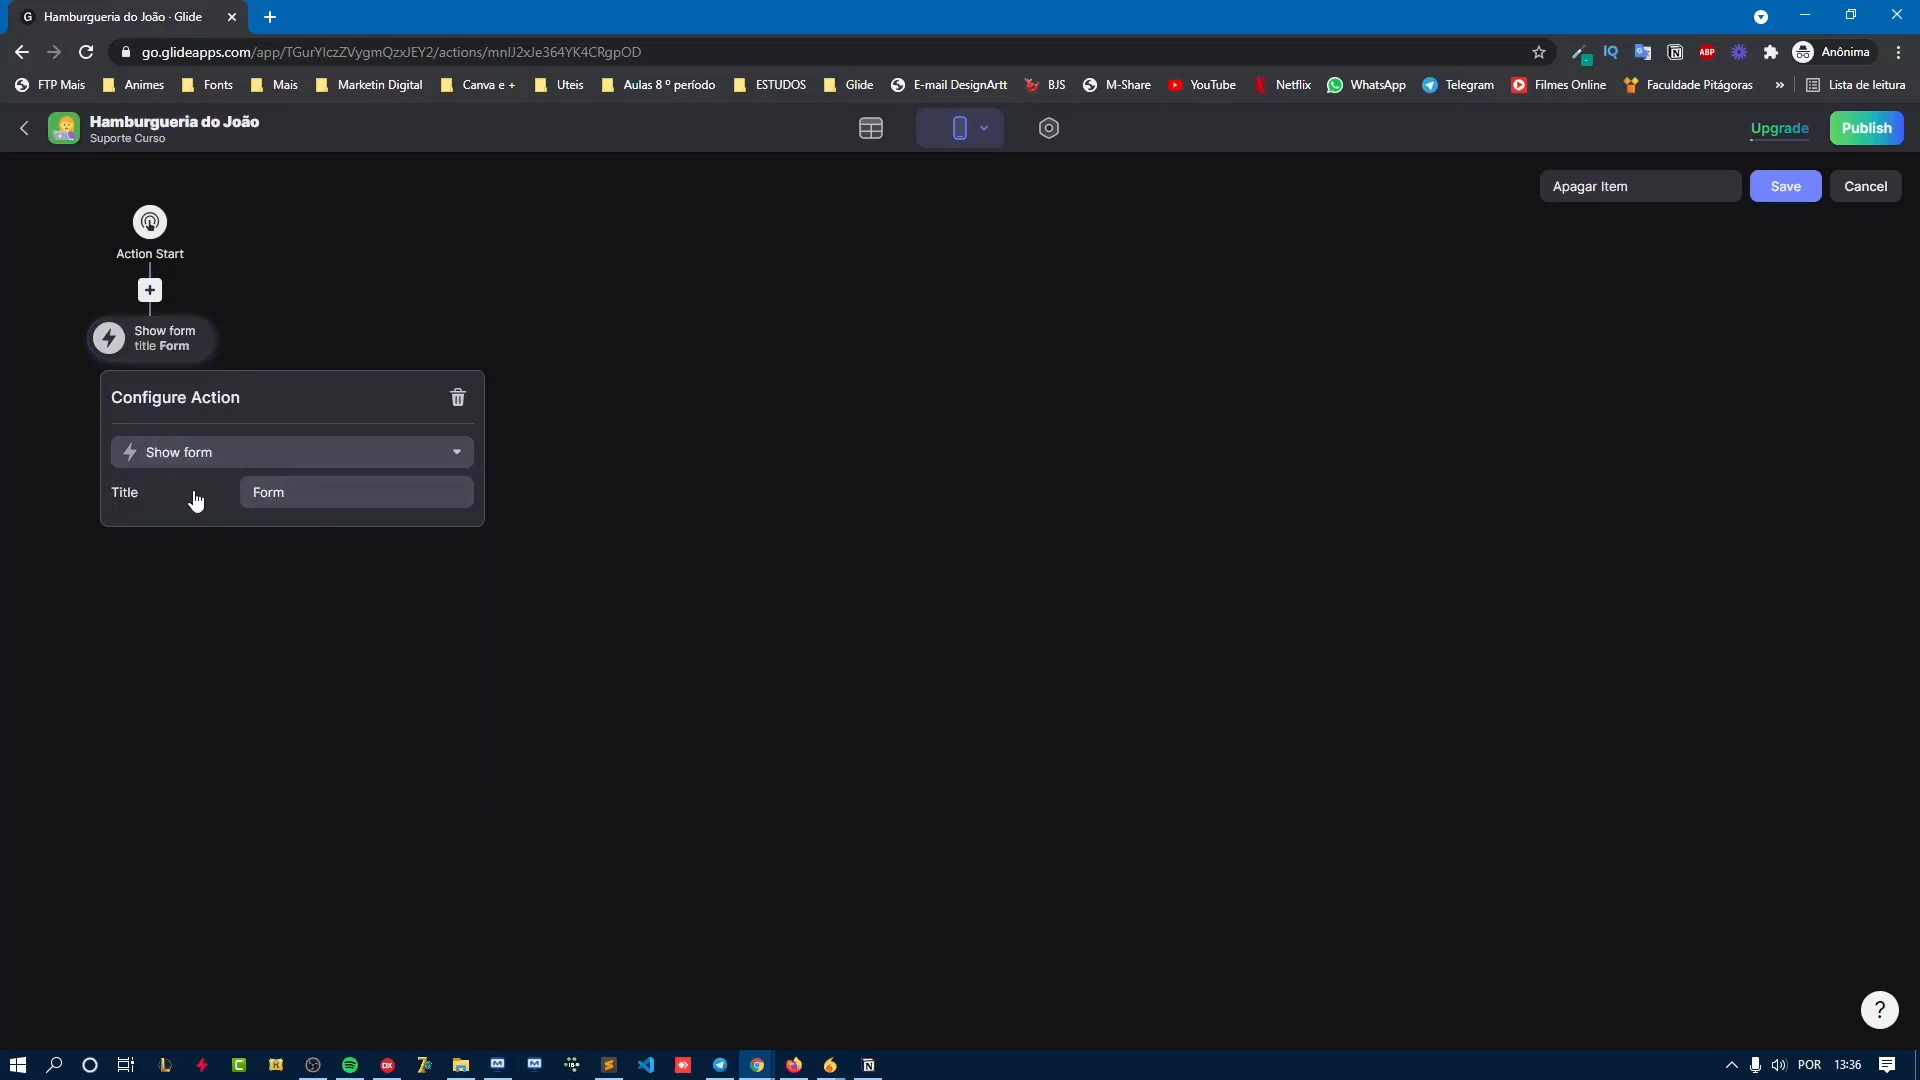 Hamburgueria do João · Glide
go.glideapps.com/app/TGurYlczZVygmQzxJEY2/actions/mnlJ2xJe364YK4CRgpOD
IQ
ABP
Anônima
FTP Mais
Animes
Fonts
Mais
Marketin Digital
Canva e +
Uteis
Aulas 8 º período
ESTUDOS
Glide
E-mail DesignArtt
BJS
M-Share
YouTube
Netflix
WhatsApp
Telegram
Filmes Online
Faculdade Pitágoras
»
Lista de leitura
Hamburgueria do João
Suporte Curso
Upgrade
Publish
Apagar Item
Save
Cancel
Action Start
Show form
title Form
Configure Action
Show form
Title
Form
?
POR
13:36